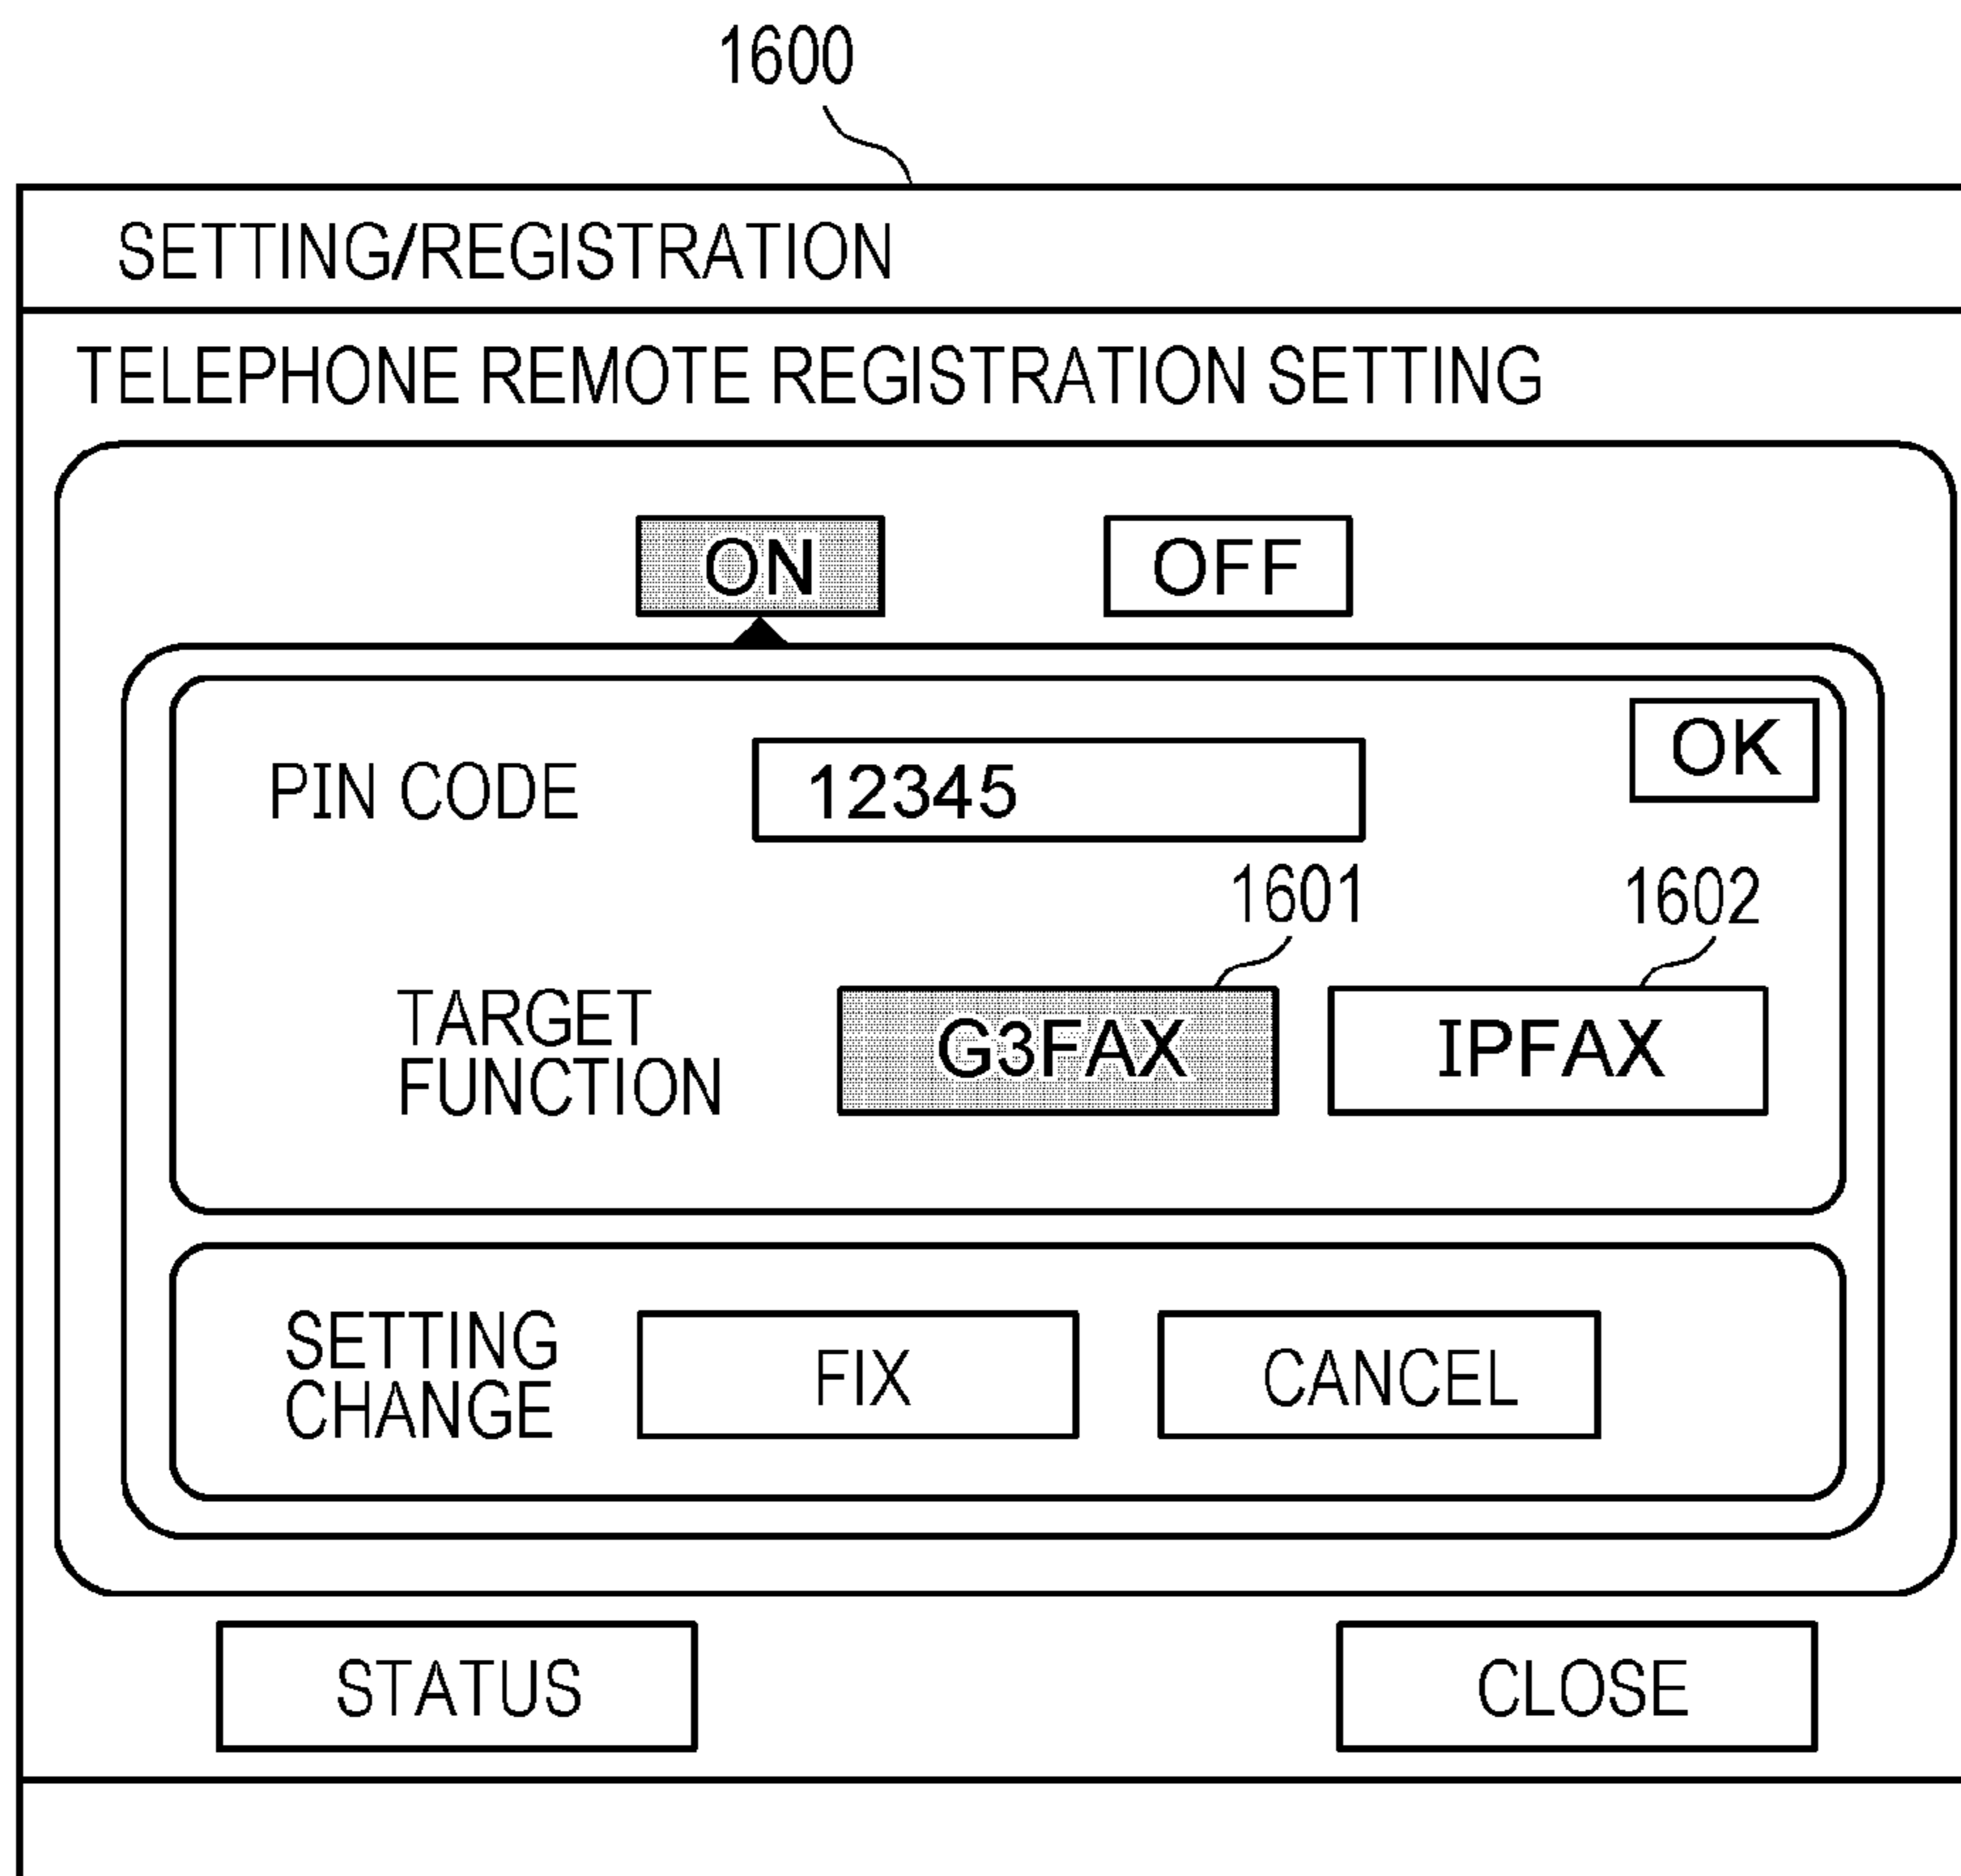 1600
SETTING/REGISTRATION
TELEPHONE REMOTE REGISTRATION SETTING
ON OFF
OK
PIN CODE 12345
1601 1602
TARGET
FUNCTION
G3FAX IPFAX
SETTING
CHANGE
FIX CANCEL
STATUS CLOSE